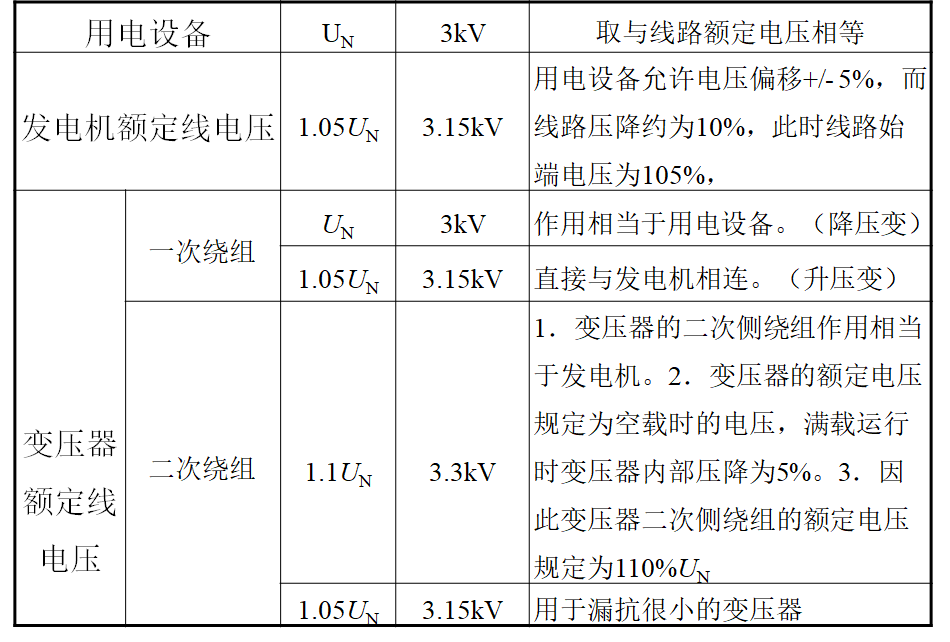 用电设备 UN 3kV 取与线路额定电压相等
发电机额定线电压 1.05UN 3.15kV 用电设备允许电压偏移+/- 5%，而
线路压降约为10%，此时线路始
端电压为105%，
变压器
额定线
电压
一次绕组 UN 3kV 作用相当于用电设备。（降压变）
1.05UN 3.15kV 直接与发电机相连。（升压变）
二次绕组 1.1UN 3.3kV 1．变压器的二次侧绕组作用相当
于发电机。2．变压器的额定电压
规定为空载时的电压，满载运行
时变压器内部压降为5%。3．因
此变压器二次侧绕组的额定电压
规定为110%UN
1.05UN 3.15kV 用于漏抗很小的变压器